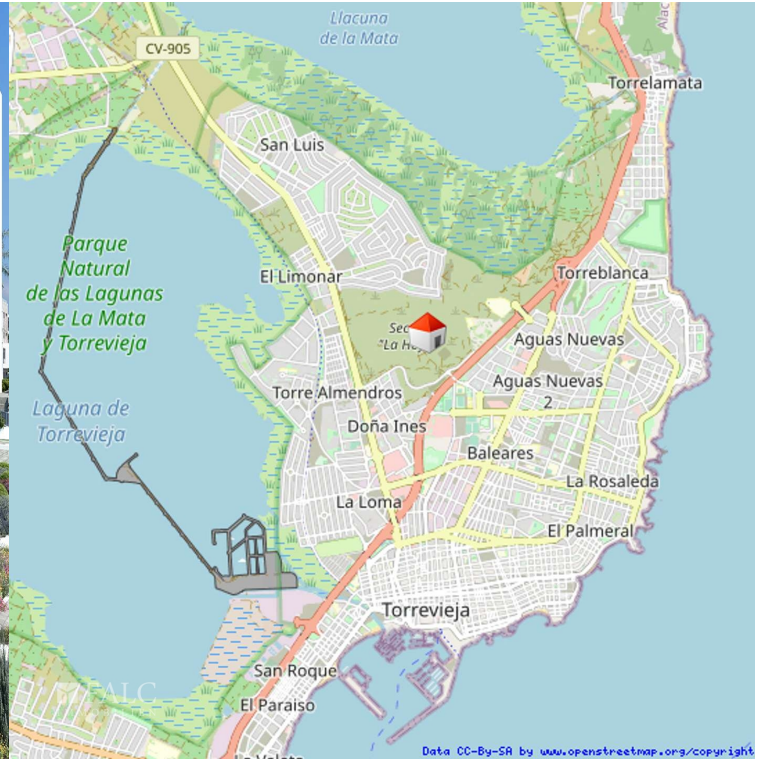 Llacuna
de la Mata
CV-905
Torrelamata
San Luis
Parque
Natural
de las Lagunas
de La Mata
y Torrevieja
El Limonar
Torreblanca
"La
Aguas Nuevas
Aguas Nuevas
2
Torre Almendros
Laguna de
Torrevieja
Doña Ines
Baleares
La Rosaleda
La Loma
El Palmeral
Torrevieja
San Roque
ALC
El Paraiso
Data CC-By-SA by www.openstreetmap.org/copyright